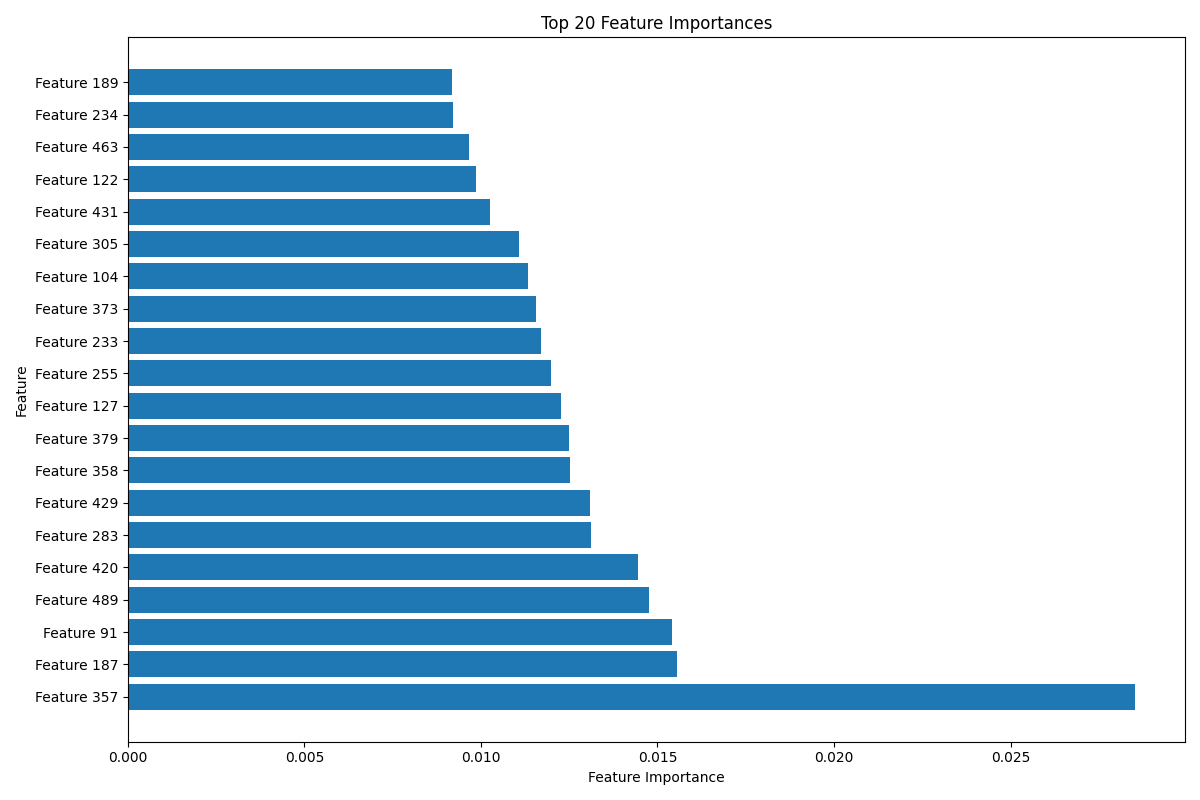 Top 20 Feature Importances
Feature 189
Feature 234
Feature 463
Feature 122
Feature 431
Feature 305
Feature 104
Feature 373
Feature 233
Feature 255
Feature 127
Feature 379
Feature 358
Feature 429
Feature 283
Feature 420
Feature 489
Feature 91
Feature 187
Feature 357
Feature
0.000 0.005 0.010 0.015 0.020 0.025
Feature Importance